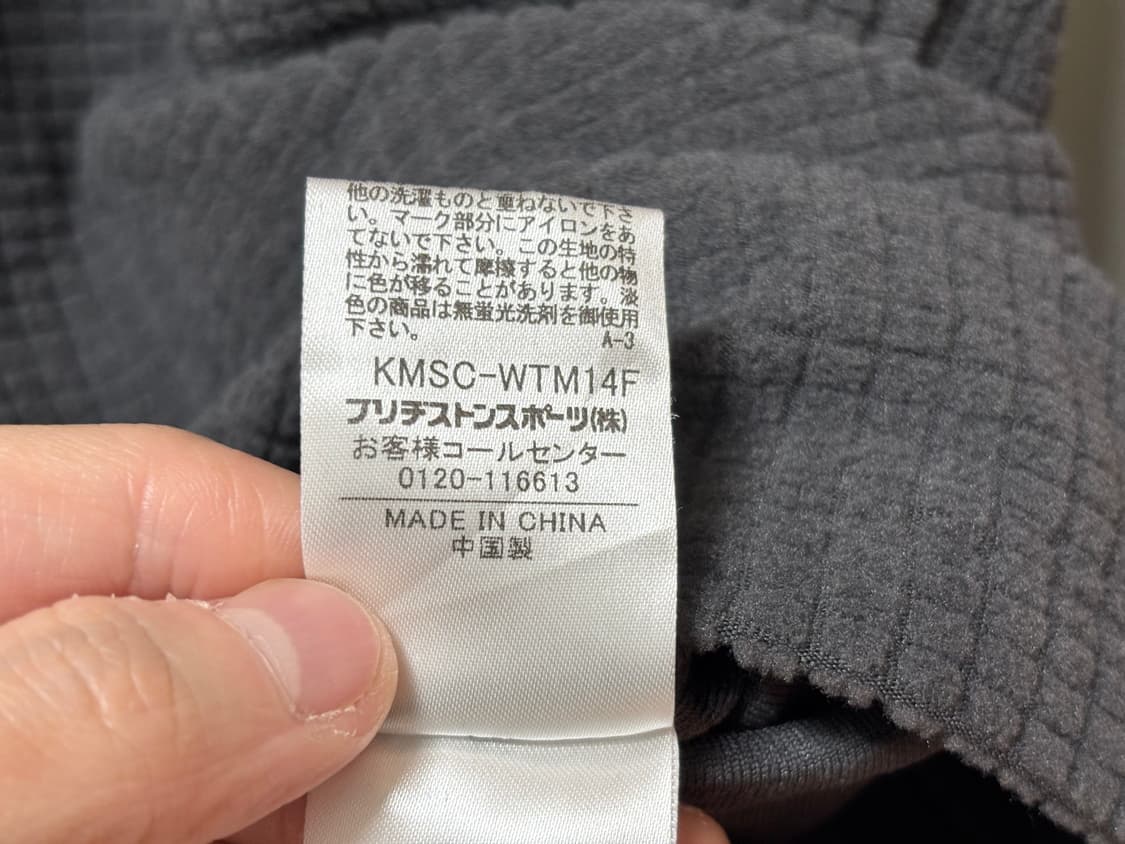 他の洗濯ものと重ねないで下さ
い。マーク部分にアイロンをあ
てないで下さい。この生地の特
性から濡れて摩擦すると他の物
に色が移ることがあります。淡
色の商品は無蛍光洗剤を御使用
下さい。
A-3
KMSC-WTM14F
ブリヂストンスポーツ(株)
お客様コールセンター
0120-116613
MADE IN CHINA
中国製